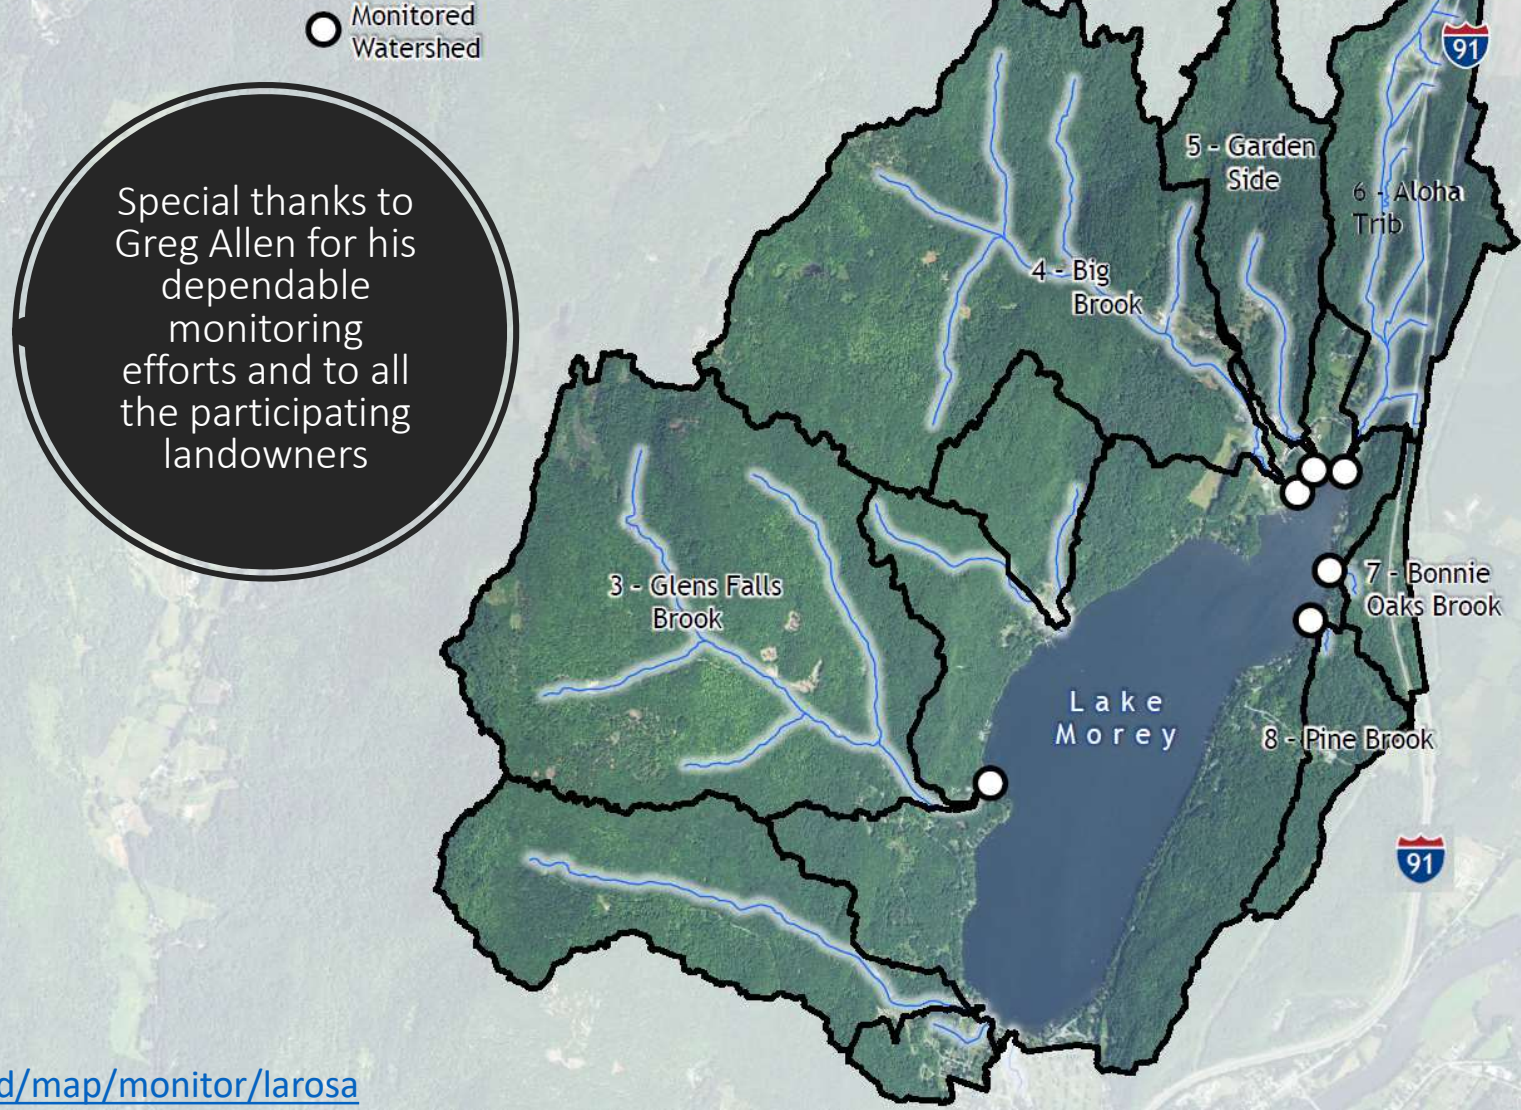 Monitored
Watershed
91
Special thanks to
Greg Allen for his
dependable
monitoring
efforts and to all
the participating
landowners
5 - Garden
Side
6 - Aloha
Trib
4 - Big
Brook
3 - Glens Falls
Brook
7 - Bonnie
Oaks Brook
Lake
Morey
8 - Pine Brook
91
d/map/monitor/larosa